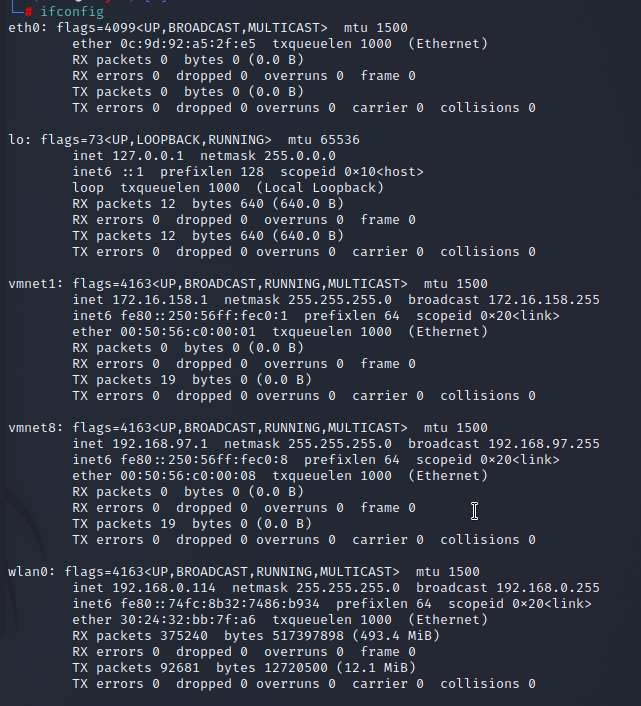 └─# ifconfig
eth0: flags=4099<UP,BROADCAST,MULTICAST>  mtu 1500
        ether 0c:9d:92:a5:2f:e5  txqueuelen 1000  (Ethernet)
        RX packets 0  bytes 0 (0.0 B)
        RX errors 0  dropped 0  overruns 0  frame 0
        TX packets 0  bytes 0 (0.0 B)
        TX errors 0  dropped 0 overruns 0  carrier 0  collisions 0

lo: flags=73<UP,LOOPBACK,RUNNING>  mtu 65536
        inet 127.0.0.1  netmask 255.0.0.0
        inet6 ::1  prefixlen 128  scopeid 0×10<host>
        loop  txqueuelen 1000  (Local Loopback)
        RX packets 12  bytes 640 (640.0 B)
        RX errors 0  dropped 0  overruns 0  frame 0
        TX packets 12  bytes 640 (640.0 B)
        TX errors 0  dropped 0 overruns 0  carrier 0  collisions 0

vmnet1: flags=4163<UP,BROADCAST,RUNNING,MULTICAST>  mtu 1500
        inet 172.16.158.1  netmask 255.255.255.0  broadcast 172.16.158.255
        inet6 fe80::250:56ff:fec0:1  prefixlen 64  scopeid 0×20<link>
        ether 00:50:56:c0:00:01  txqueuelen 1000  (Ethernet)
        RX packets 0  bytes 0 (0.0 B)
        RX errors 0  dropped 0  overruns 0  frame 0
        TX packets 19  bytes 0 (0.0 B)
        TX errors 0  dropped 0 overruns 0  carrier 0  collisions 0

vmnet8: flags=4163<UP,BROADCAST,RUNNING,MULTICAST>  mtu 1500
        inet 192.168.97.1  netmask 255.255.255.0  broadcast 192.168.97.255
        inet6 fe80::250:56ff:fec0:8  prefixlen 64  scopeid 0×20<link>
        ether 00:50:56:c0:00:08  txqueuelen 1000  (Ethernet)
        RX packets 0  bytes 0 (0.0 B)
        RX errors 0  dropped 0  overruns 0  frame 0
        TX packets 19  bytes 0 (0.0 B)
        TX errors 0  dropped 0 overruns 0  carrier 0  collisions 0

wlan0: flags=4163<UP,BROADCAST,RUNNING,MULTICAST>  mtu 1500
        inet 192.168.0.114  netmask 255.255.255.0  broadcast 192.168.0.255
        inet6 fe80::74fc:8b32:7486:b934  prefixlen 64  scopeid 0×20<link>
        ether 30:24:32:bb:7f:a6  txqueuelen 1000  (Ethernet)
        RX packets 375240  bytes 517397898 (493.4 MiB)
        RX errors 0  dropped 0  overruns 0  frame 0
        TX packets 92681  bytes 12720500 (12.1 MiB)
        TX errors 0  dropped 0 overruns 0  carrier 0  collisions 0